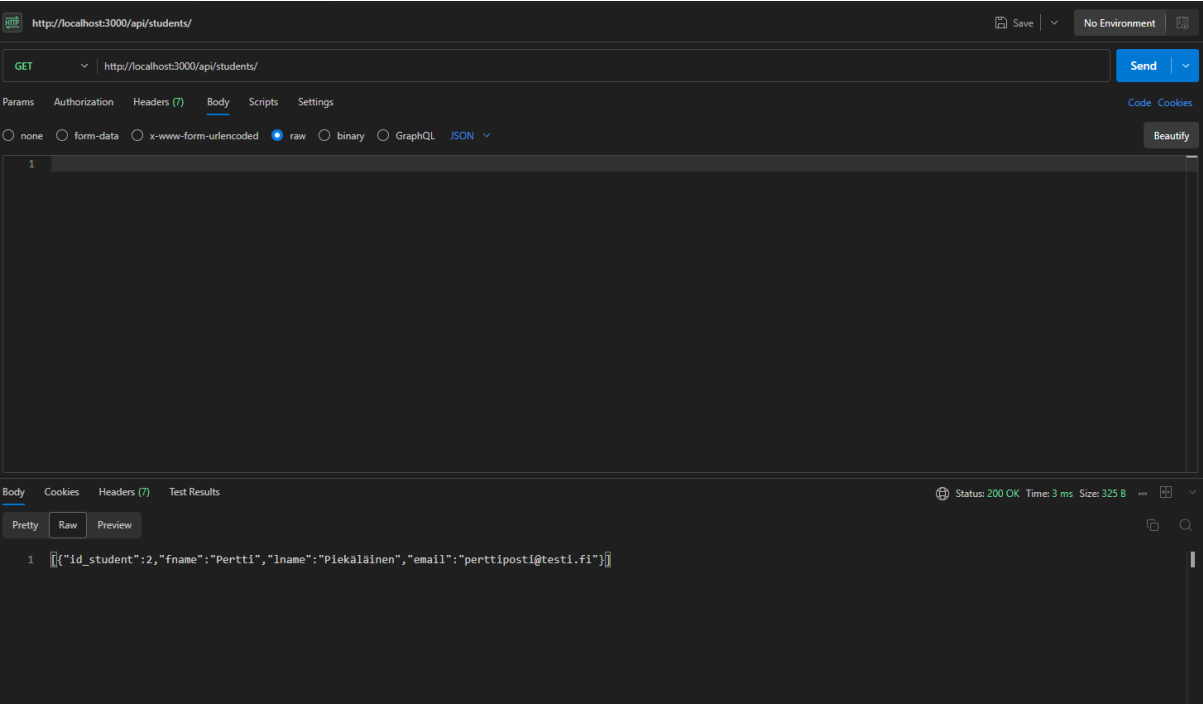 HTTP http://localhost:3000/api/students/ Save No Environment
GET http://localhost:3000/api/students/ Send
Params Authorization Headers (7) Body Scripts Settings Code Cookies
none form-data x-www-form-urlencoded raw binary GraphQL JSON Beautify
1
Body Cookies Headers (7) Test Results Status: 200 OK Time: 3 ms Size: 325 B
Pretty Raw Preview
1 [{"id_student":2,"fname":"Pertti","lname":"Piekäläinen","email":"perttiposti@testi.fi"}]